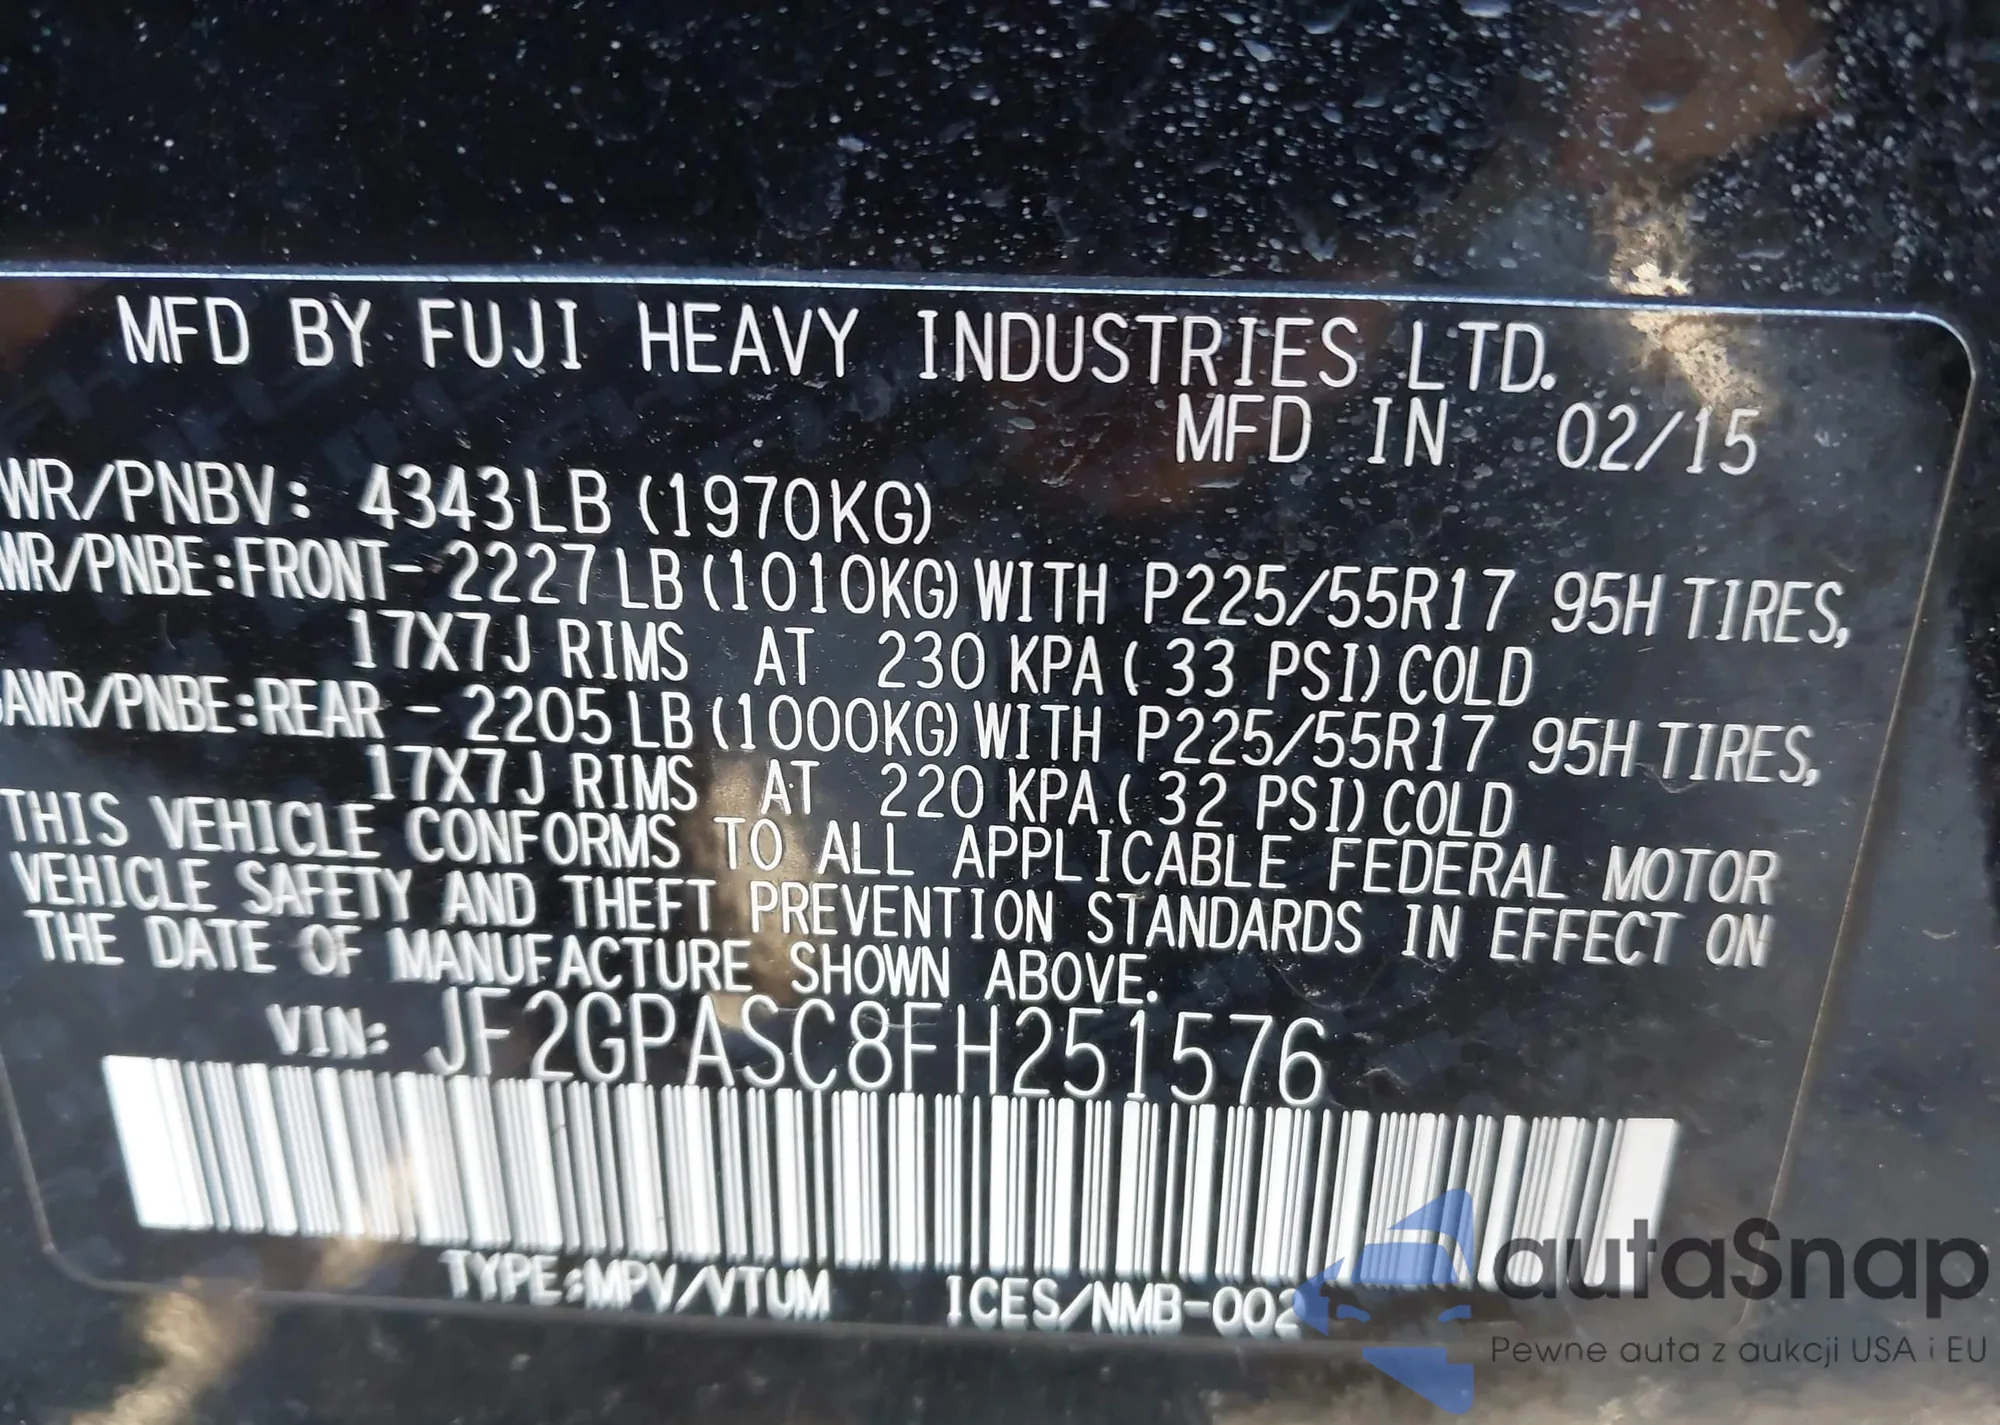 MFD BY FUJI HEAVY INDUSTRIES LTD.
MFD IN 02/15
WR/PNBV: 4343LB (1970KG)
WR/PNBE:FRONT- 2227 LB (1010KG) WITH P225/55R17 95H TIRES,
17X7J RIMS AT 230 KPA ( 33 PSI) COLD
AWR/PNBE:REAR - 2205 LB (1000KG) WITH P225/55R17 95H TIRES,
17X7J RIMS AT 220 KPA ( 32 PSI) COLD
THIS VEHICLE CONFORMS TO ALL APPLICABLE FEDERAL MOTOR
VEHICLE SAFETY AND THEFT PREVENTION STANDARDS IN EFFECT ON
THE DATE OF MANUFACTURE SHOWN ABOVE.
VIN: JF2GPASC8FH251576
TYPE:MPV/VTUM ICES/NMB-002
autaSnap
Pewne auta z aukcji USA i EU